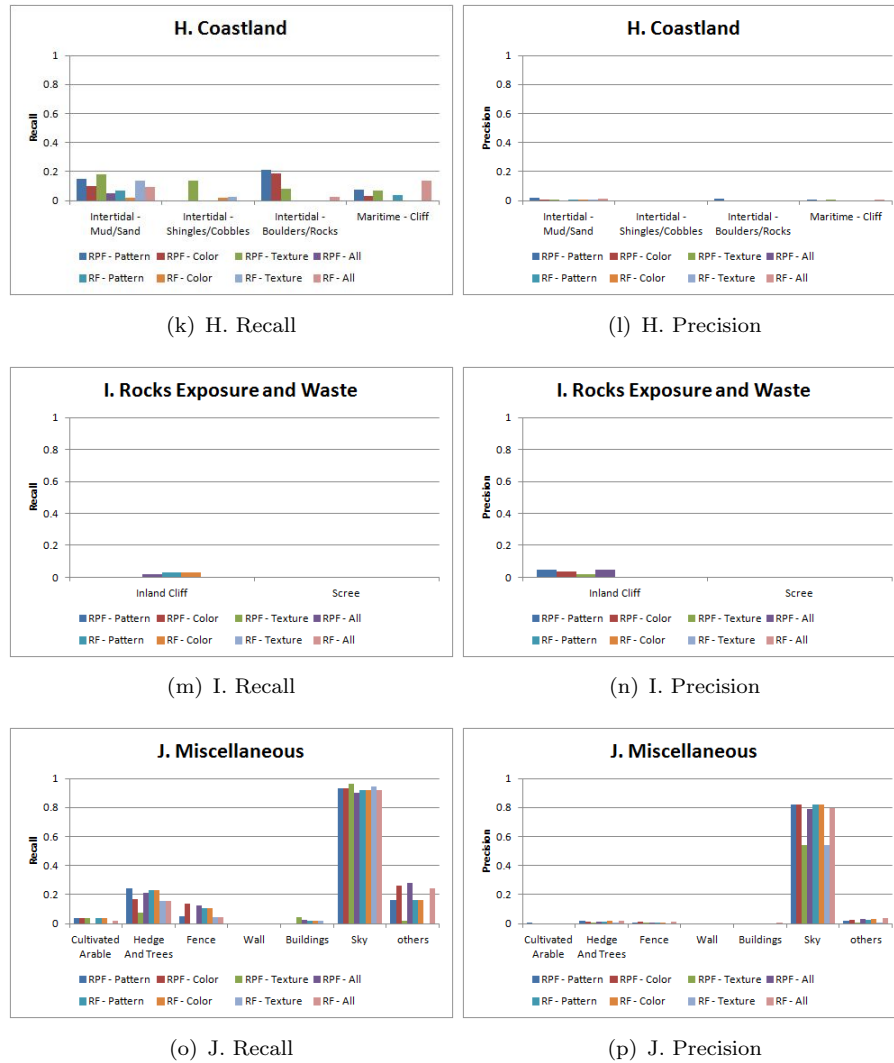 H. Coastland
Recall
1
0.8
0.6
0.4
0.2
0
Intertidal - Mud/Sand
Intertidal - Shingles/Cobbles
Intertidal - Boulders/Rocks
Maritime - Cliff
RPF - Pattern RPF - Color RPF - Texture RPF - All
RF - Pattern RF - Color RF - Texture RF - All
(k) H. Recall
H. Coastland
Precision
1
0.8
0.6
0.4
0.2
0
Intertidal - Mud/Sand
Intertidal - Shingles/Cobbles
Intertidal - Boulders/Rocks
Maritime - Cliff
RPF - Pattern RPF - Color RPF - Texture RPF - All
RF - Pattern RF - Color RF - Texture RF - All
(l) H. Precision
I. Rocks Exposure and Waste
Recall
1
0.8
0.6
0.4
0.2
0
Inland Cliff Scree
RPF - Pattern RPF - Color RPF - Texture RPF - All
RF - Pattern RF - Color RF - Texture RF - All
(m) I. Recall
I. Rocks Exposure and Waste
Precision
1
0.8
0.6
0.4
0.2
0
Inland Cliff Scree
RPF - Pattern RPF - Color RPF - Texture RPF - All
RF - Pattern RF - Color RF - Texture RF - All
(n) I. Precision
J. Miscellaneous
Recall
1
0.8
0.6
0.4
0.2
0
Cultivated Arable
Hedge And Trees
Fence
Wall
Buildings
Sky
others
RPF - Pattern RPF - Color RPF - Texture RPF - All
RF - Pattern RF - Color RF - Texture RF - All
(o) J. Recall
J. Miscellaneous
Precision
1
0.8
0.6
0.4
0.2
0
Cultivated Arable
Hedge And Trees
Fence
Wall
Buildings
Sky
others
RPF - Pattern RPF - Color RPF - Texture RPF - All
RF - Pattern RF - Color RF - Texture RF - All
(p) J. Precision